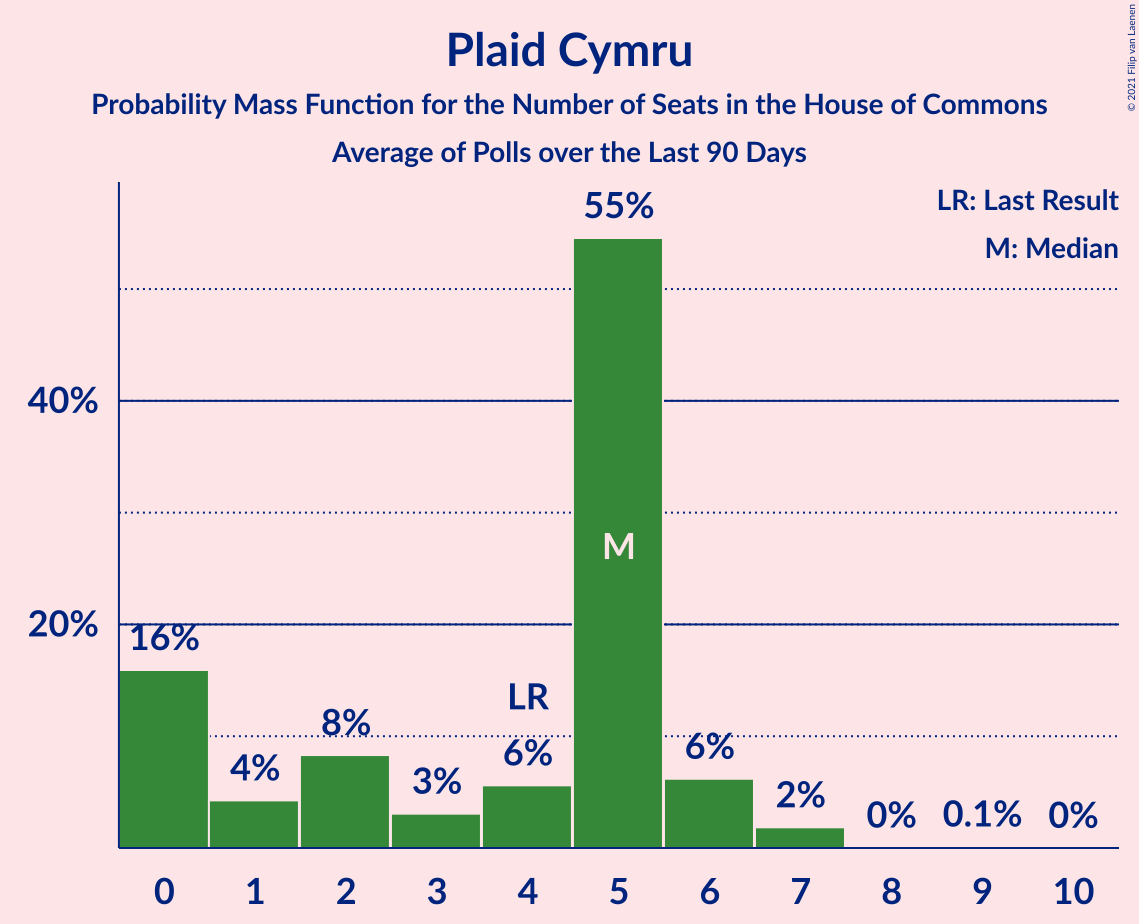 Plaid Cymru
Probability Mass Function for the Number of Seats in the House of Commons
Average of Polls over the Last 90 Days
© 2021 Filip van Laenen
LR: Last Result
M: Median
55%
40%
M
20%
16%
LR
8%
6%
6%
4%
3%
2%
0%
0.1%
0%
0 1 2 3 4 5 6 7 8 9 10